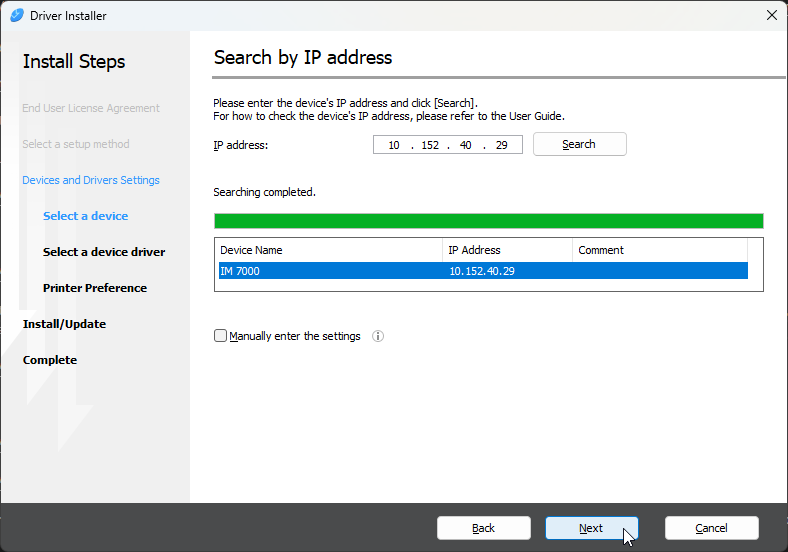 Driver Installer
Install Steps
End User License Agreement
Select a setup method
Devices and Drivers Settings
Select a device
Select a device driver
Printer Preference
Install/Update
Complete
Search by IP address
Please enter the device's IP address and click [Search].
For how to check the device's IP address, please refer to the User Guide.
IP address: 10 . 152 . 40 . 29 Search
Searching completed.
Device Name IP Address Comment
IM 7000 10.152.40.29
Manually enter the settings
Back Next Cancel